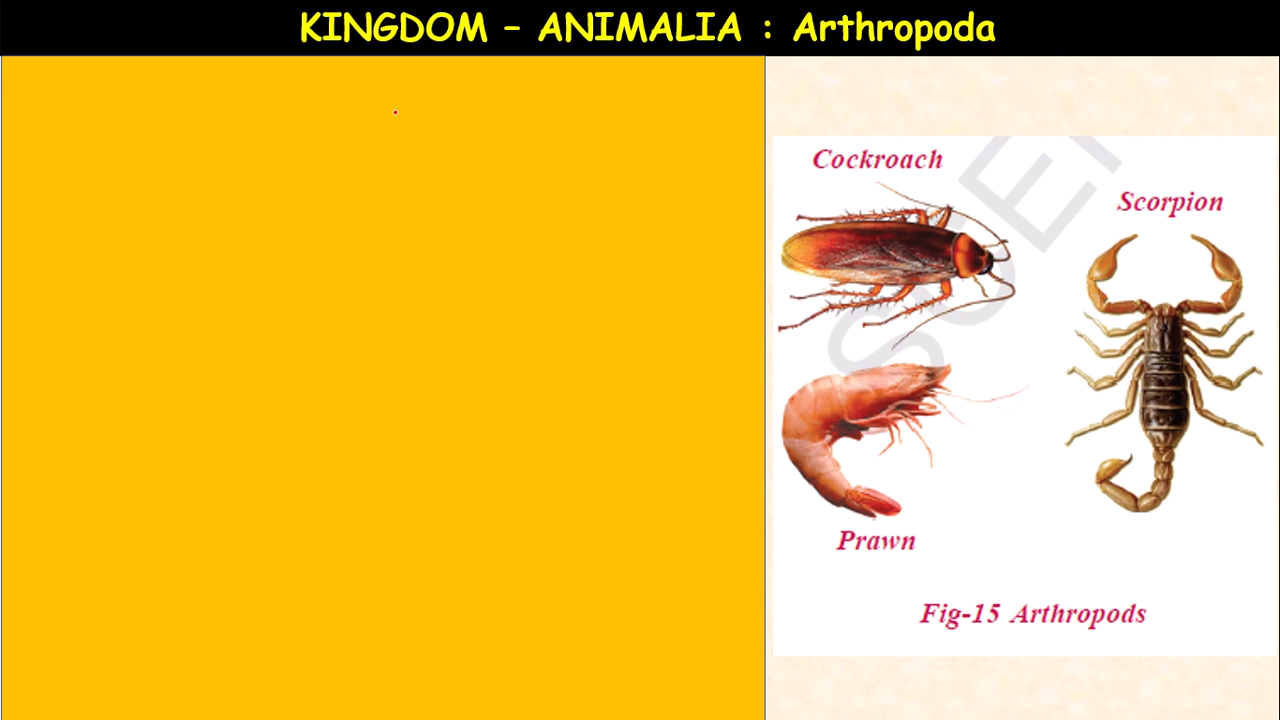 KINGDOM – ANIMALIA : Arthropoda
Cockroach
Scorpion
Prawn
Fig-15 Arthropods